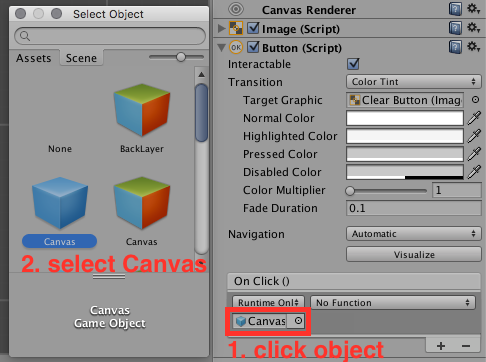 Select Object
Assets
Scene
None
BackLayer
Canvas
Canvas
2. select Canvas
Canvas
Game Object
Canvas Renderer
Image (Script)
OK
Button (Script)
Interactable
Transition
Color Tint
Target Graphic
Clear Button (Imag
Normal Color
Highlighted Color
Pressed Color
Disabled Color
Color Multiplier
1
Fade Duration
0.1
Navigation
Automatic
Visualize
On Click ()
Runtime Onl
No Function
Canvas
1. click object